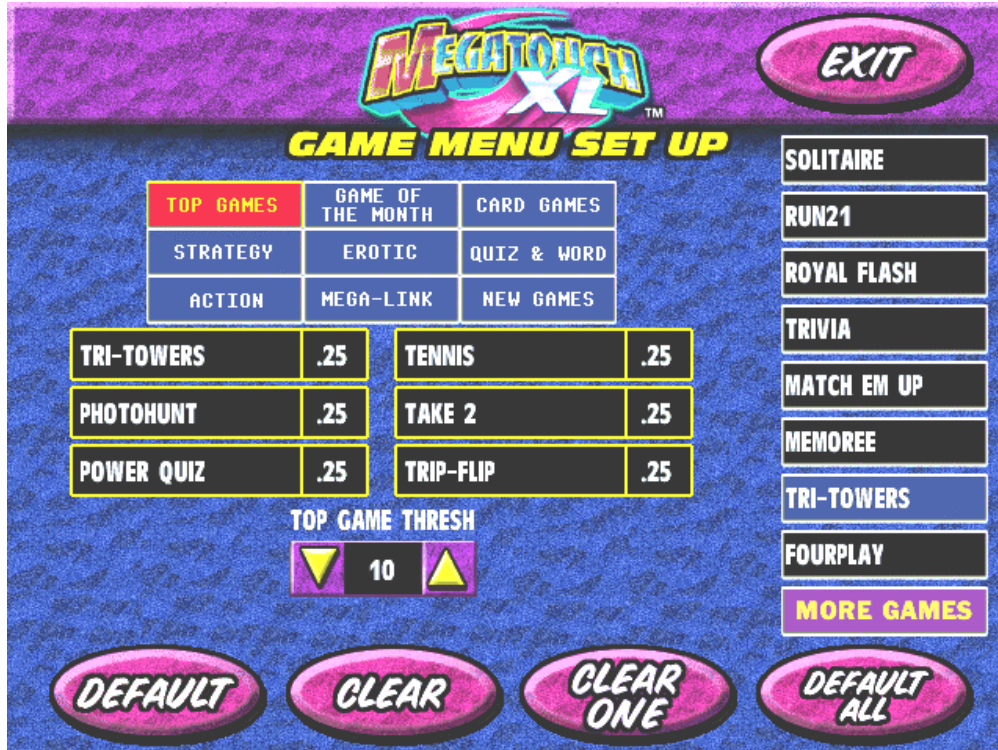 MEGATOUCH
XL
TM
EXIT
GAME MENU SET UP
TOP GAMES
GAME OF
THE MONTH
CARD GAMES
STRATEGY
EROTIC
QUIZ & WORD
ACTION
MEGA-LINK
NEW GAMES
TRI-TOWERS .25
TENNIS .25
PHOTOHUNT .25
TAKE 2 .25
POWER QUIZ .25
TRIP-FLIP .25
TOP GAME THRESH
10
SOLITAIRE
RUN21
ROYAL FLASH
TRIVIA
MATCH EM UP
MEMOREE
TRI-TOWERS
FOURPLAY
MORE GAMES
DEFAULT
CLEAR
CLEAR
ONE
DEFAULT
ALL